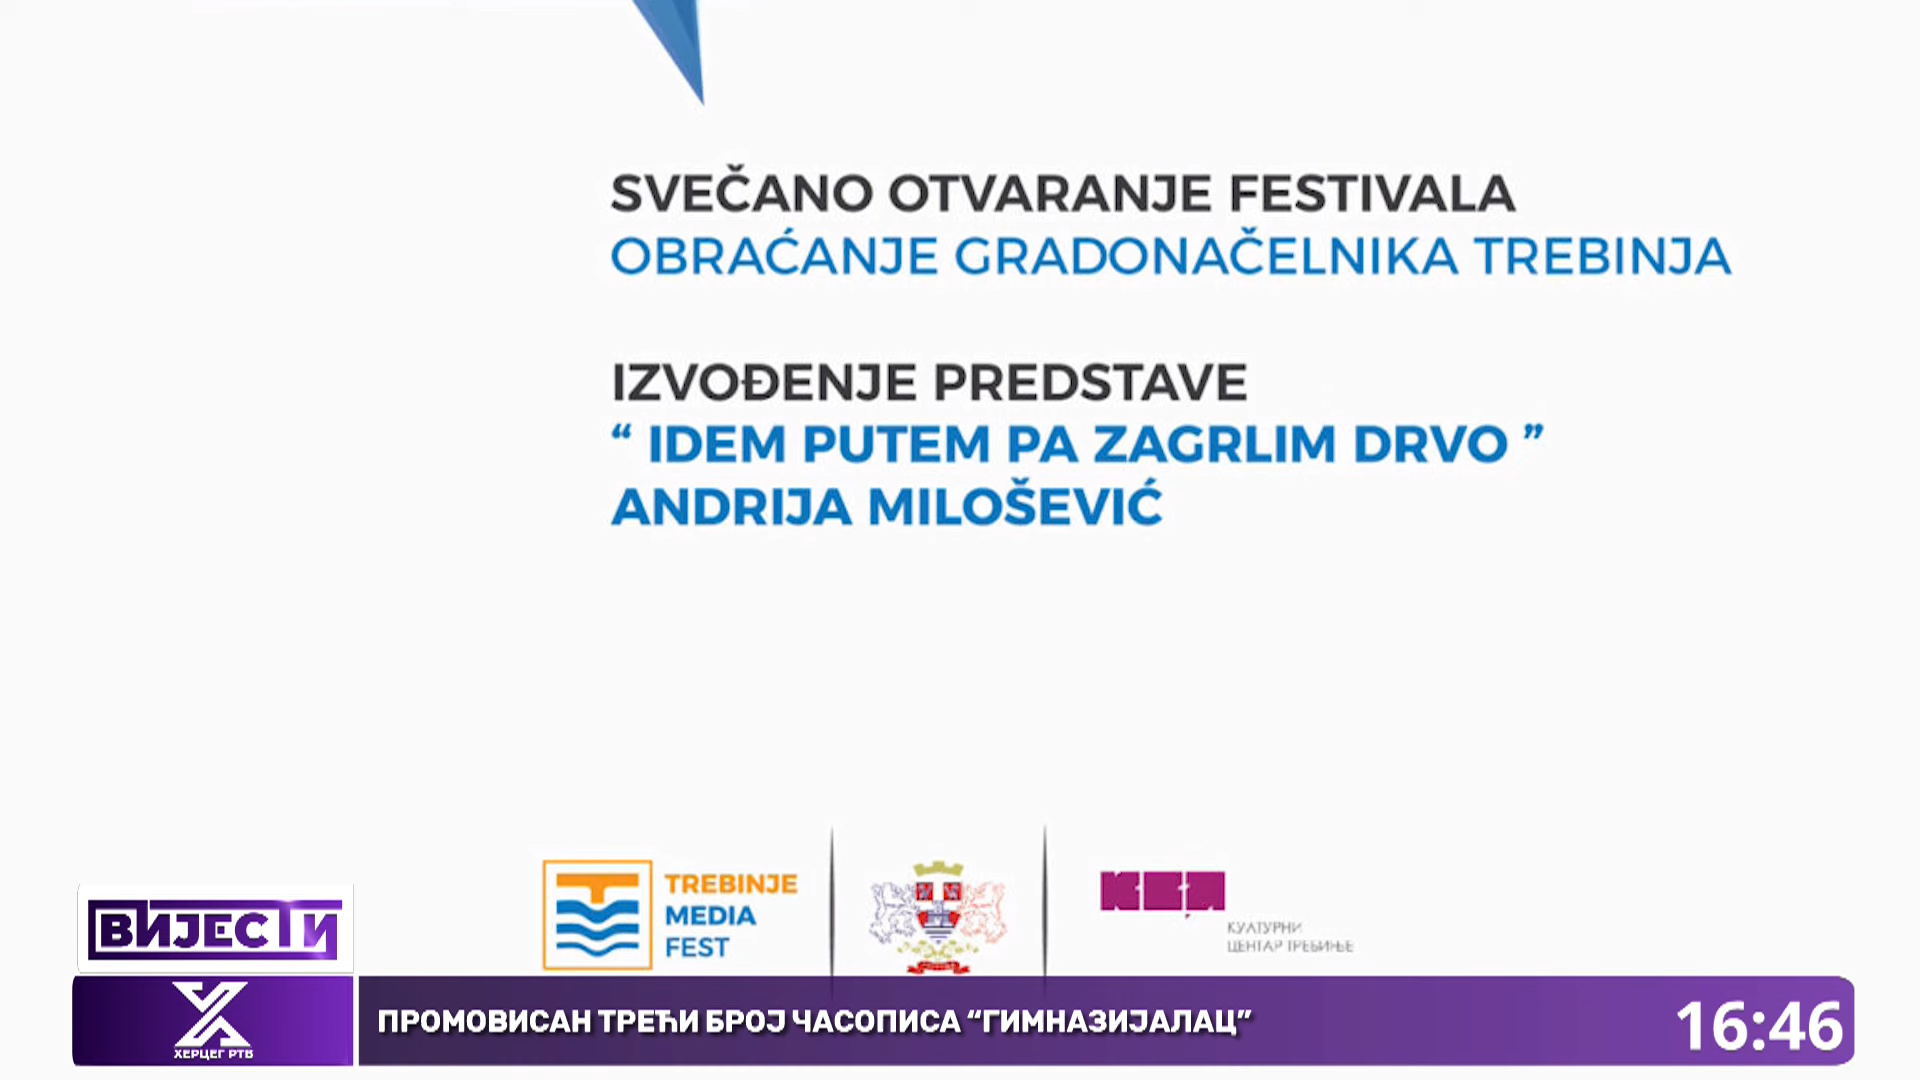 SVEČANO OTVARANJE FESTIVALA
OBRAĆANJE GRADONAČELNIKA TREBINJA
IZVOĐENJE PREDSTAVE
“ IDEM PUTEM PA ZAGRLIM DRVO ”
ANDRIJA MILOŠEVIĆ
TREBINJE
MEDIA
FEST
КЦТ
КУЛТУРНИ
ЦЕНТАР ТРЕБИЊЕ
ВИЈЕСТИ
ХЕРЦЕГ РТВ
ПРОМОВИСАН ТРЕЋИ БРОЈ ЧАСОПИСА “ГИМНАЗИЈАЛАЦ”
16:46